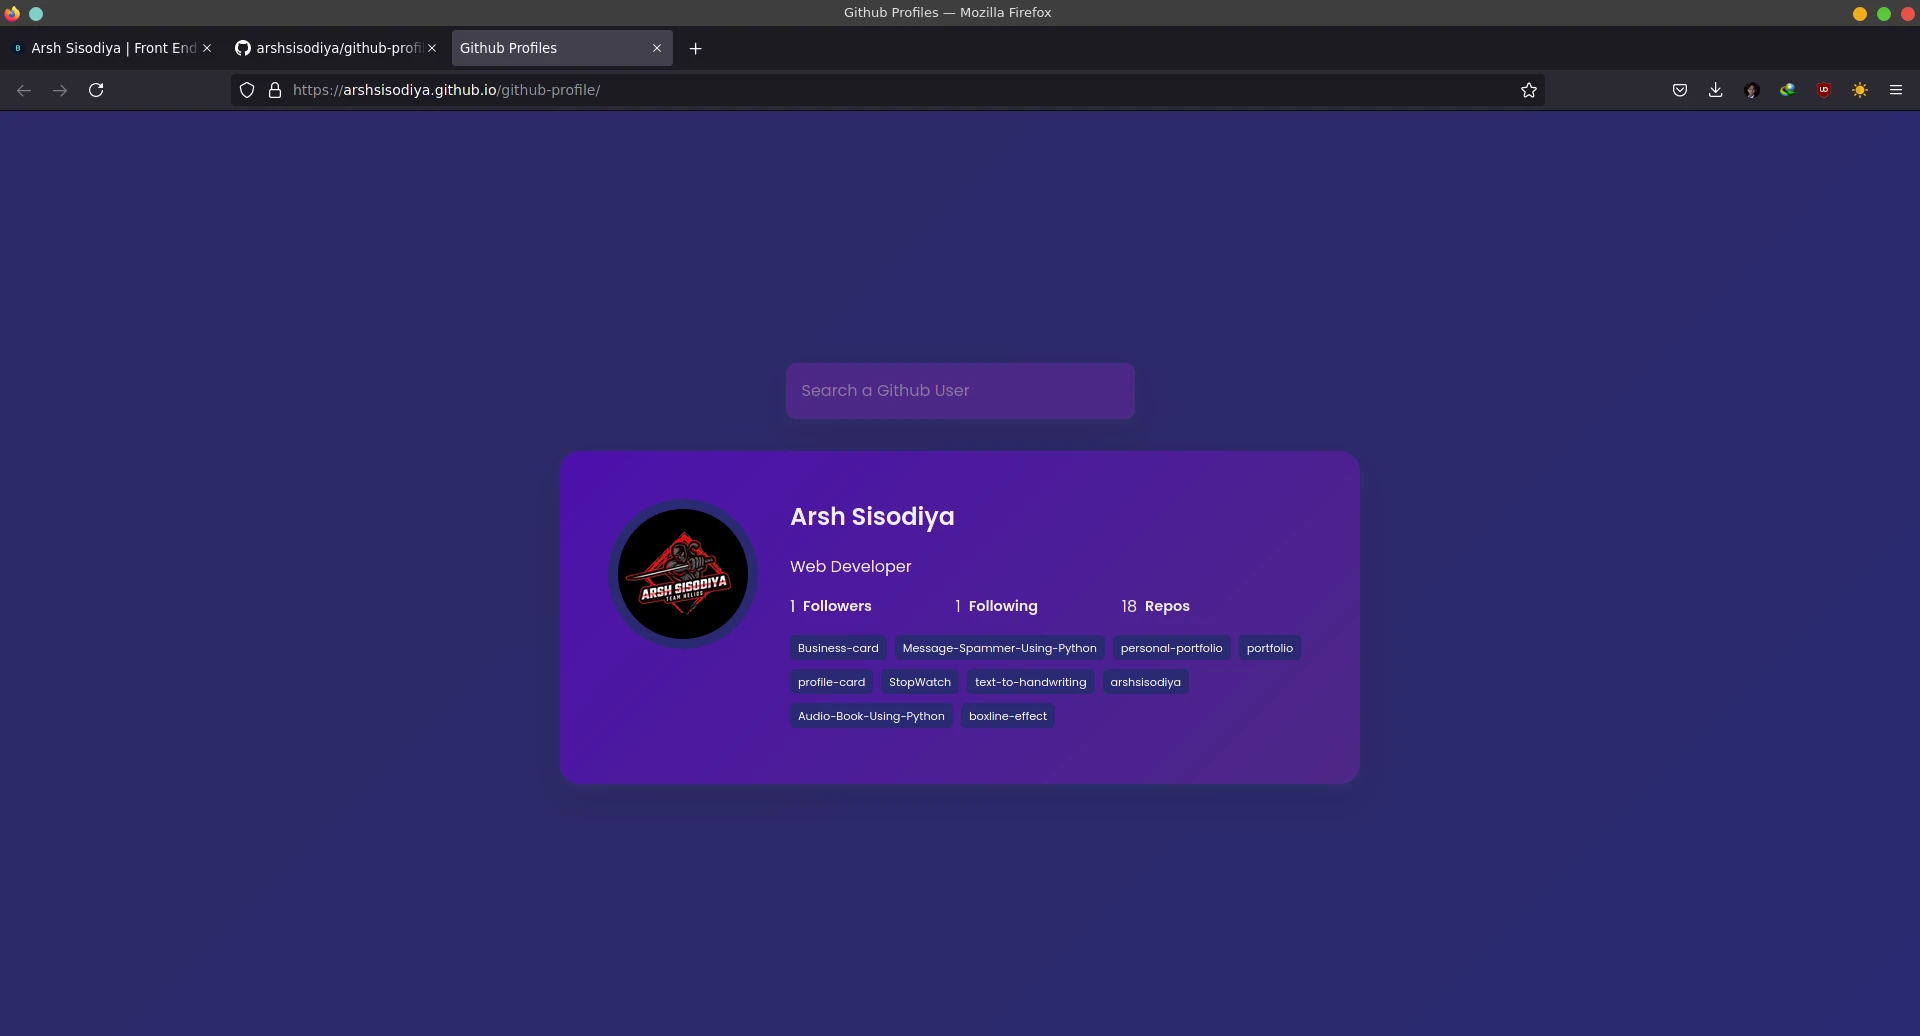 Github Profiles — Mozilla Firefox
Arsh Sisodiya | Front End
arshsisodiya/github-profil
Github Profiles
https://arshsisodiya.github.io/github-profile/
Search a Github User
Arsh Sisodiya
Web Developer
1 Followers 1 Following 18 Repos
Business-card Message-Spammer-Using-Python personal-portfolio portfolio
profile-card StopWatch text-to-handwriting arshsisodiya
Audio-Book-Using-Python boxline-effect
ARSH SISODIYA
TEAM HELIOS